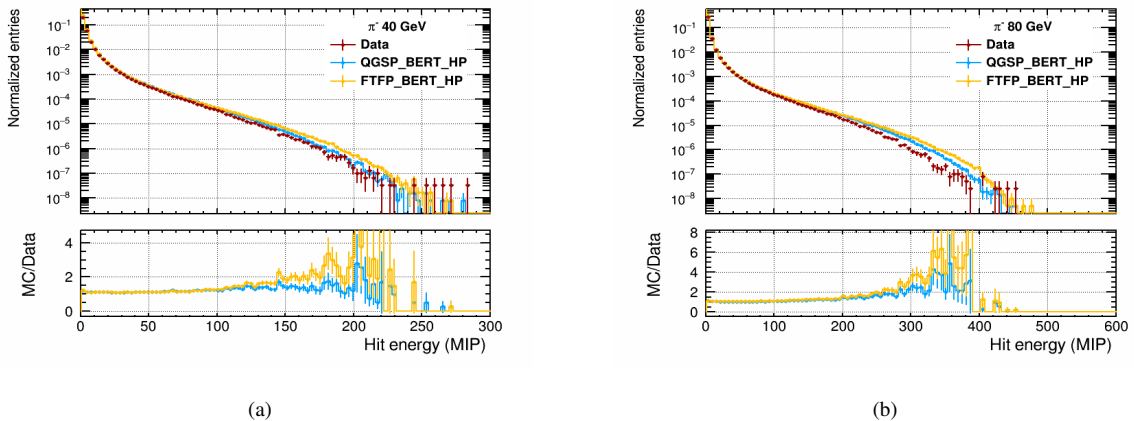 Normalized entries
10⁻¹
10⁻²
10⁻³
10⁻⁴
10⁻⁵
10⁻⁶
10⁻⁷
10⁻⁸
π⁻ 40 GeV
Data
QGSP_BERT_HP
FTFP_BERT_HP
MC/Data
4
2
0
0 50 100 150 200 250 300
Hit energy (MIP)
(a)
Normalized entries
10⁻¹
10⁻²
10⁻³
10⁻⁴
10⁻⁵
10⁻⁶
10⁻⁷
10⁻⁸
π⁻ 80 GeV
Data
QGSP_BERT_HP
FTFP_BERT_HP
MC/Data
8
6
4
2
0
0 100 200 300 400 500 600
Hit energy (MIP)
(b)